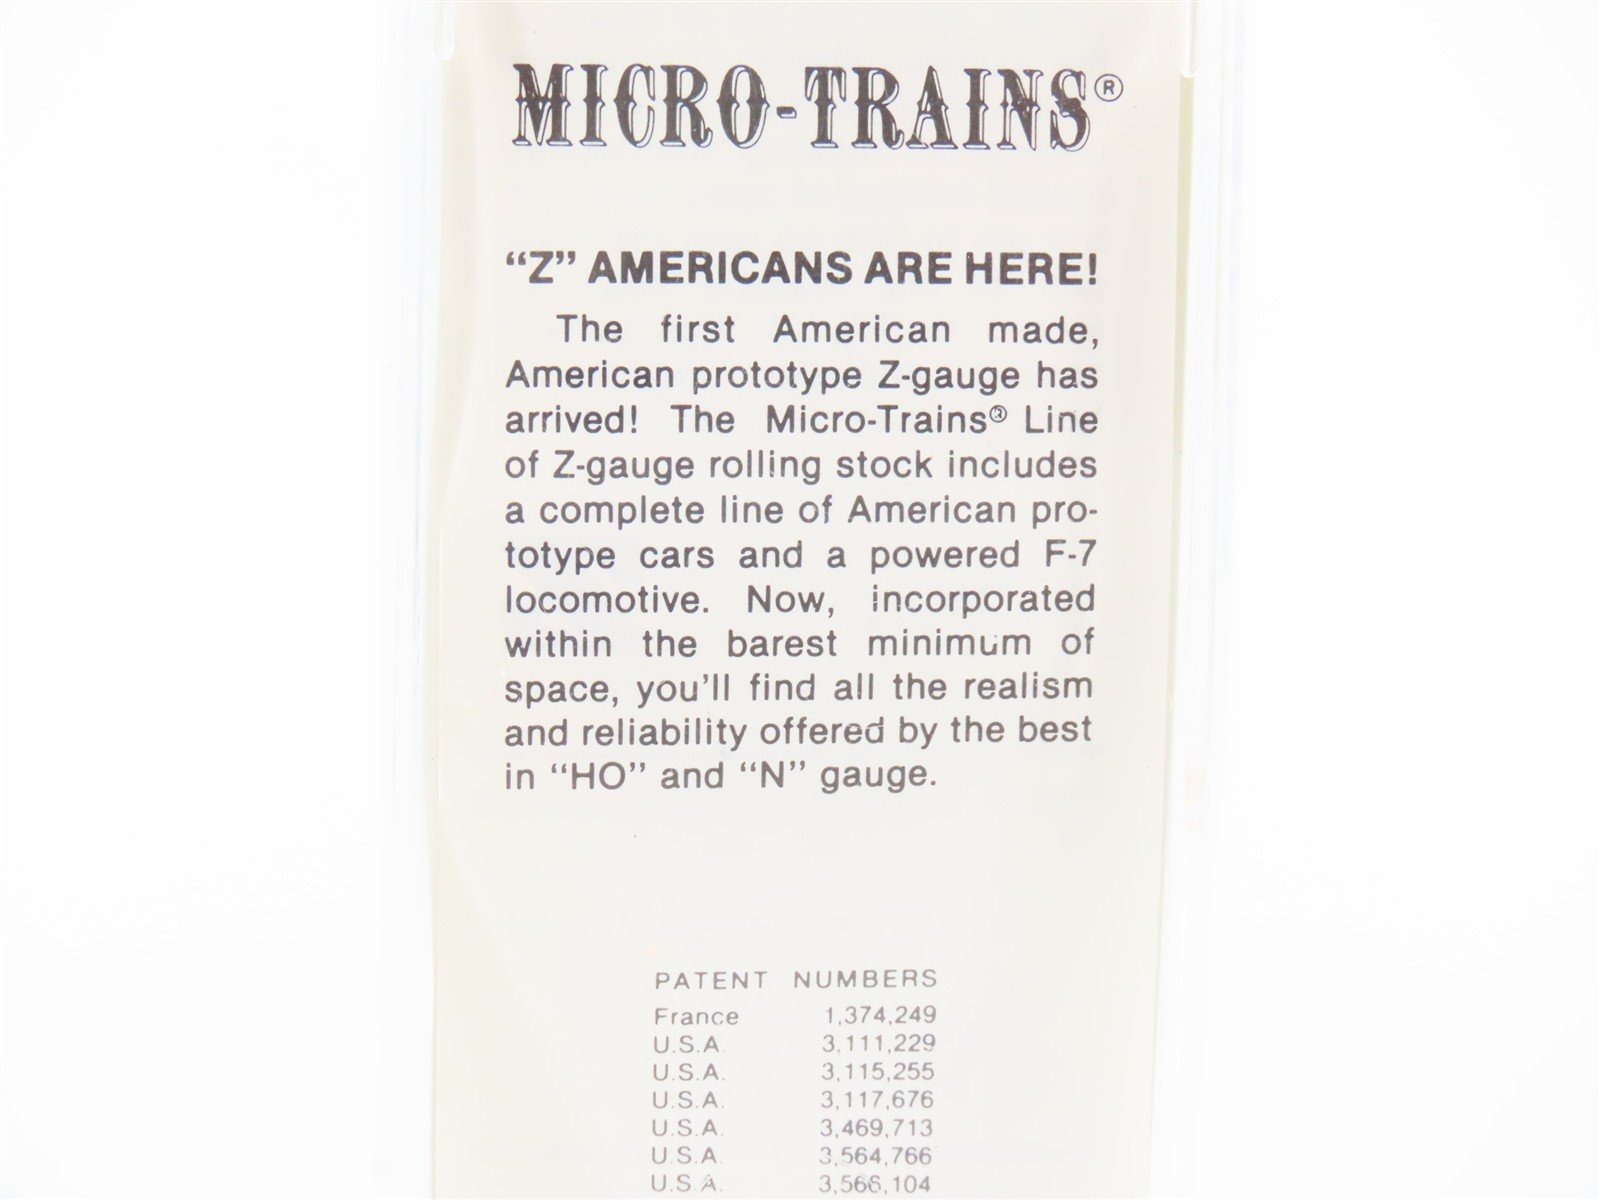 MICRO-TRAINS®
“Z” AMERICANS ARE HERE!
The first American made,
American prototype Z-gauge has
arrived! The Micro-Trains® Line
of Z-gauge rolling stock includes
a complete line of American pro-
totype cars and a powered F-7
locomotive. Now, incorporated
within the barest minimum of
space, you'll find all the realism
and reliability offered by the best
in “HO” and “N” gauge.
PATENT NUMBERS
France 1,374,249
U.S.A. 3,111,229
U.S.A. 3,115,255
U.S.A. 3,117,676
U.S.A. 3,469,713
U.S.A. 3,564,766
U.S.A. 3,566,104